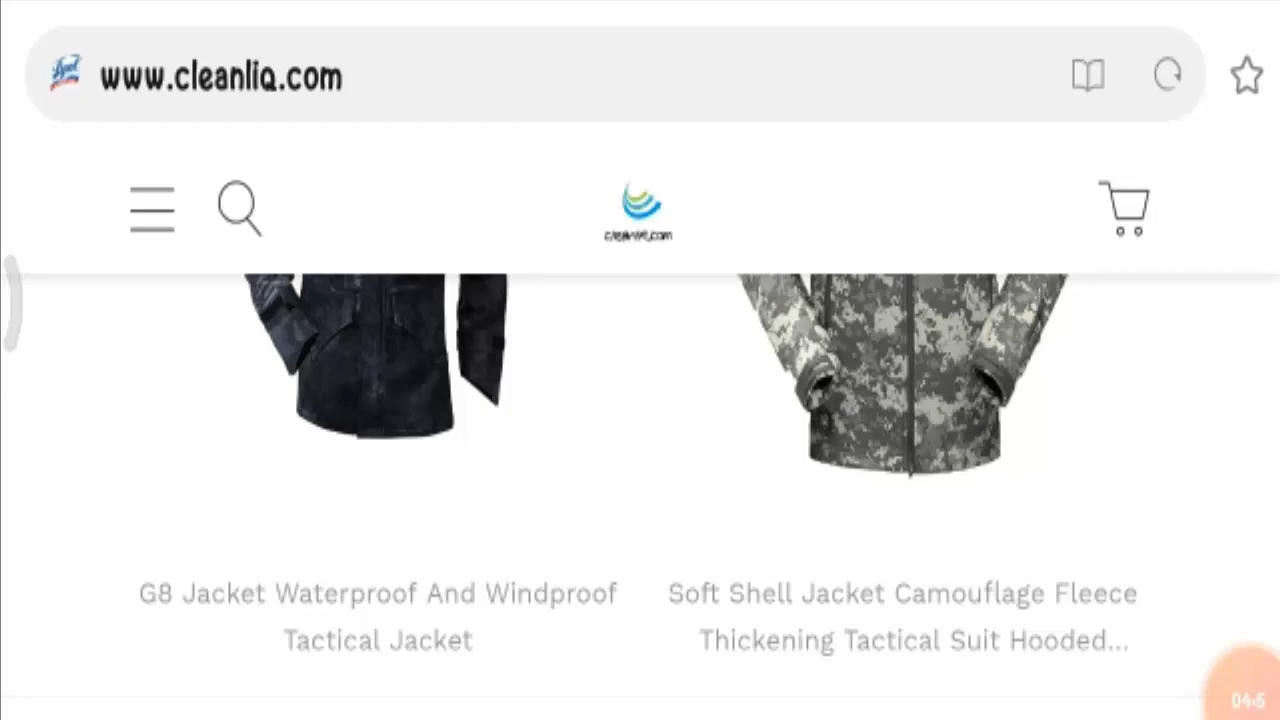 Lysol www.cleanliq.com
G8 Jacket Waterproof And Windproof
Tactical Jacket
Soft Shell Jacket Camouflage Fleece
Thickening Tactical Suit Hooded...